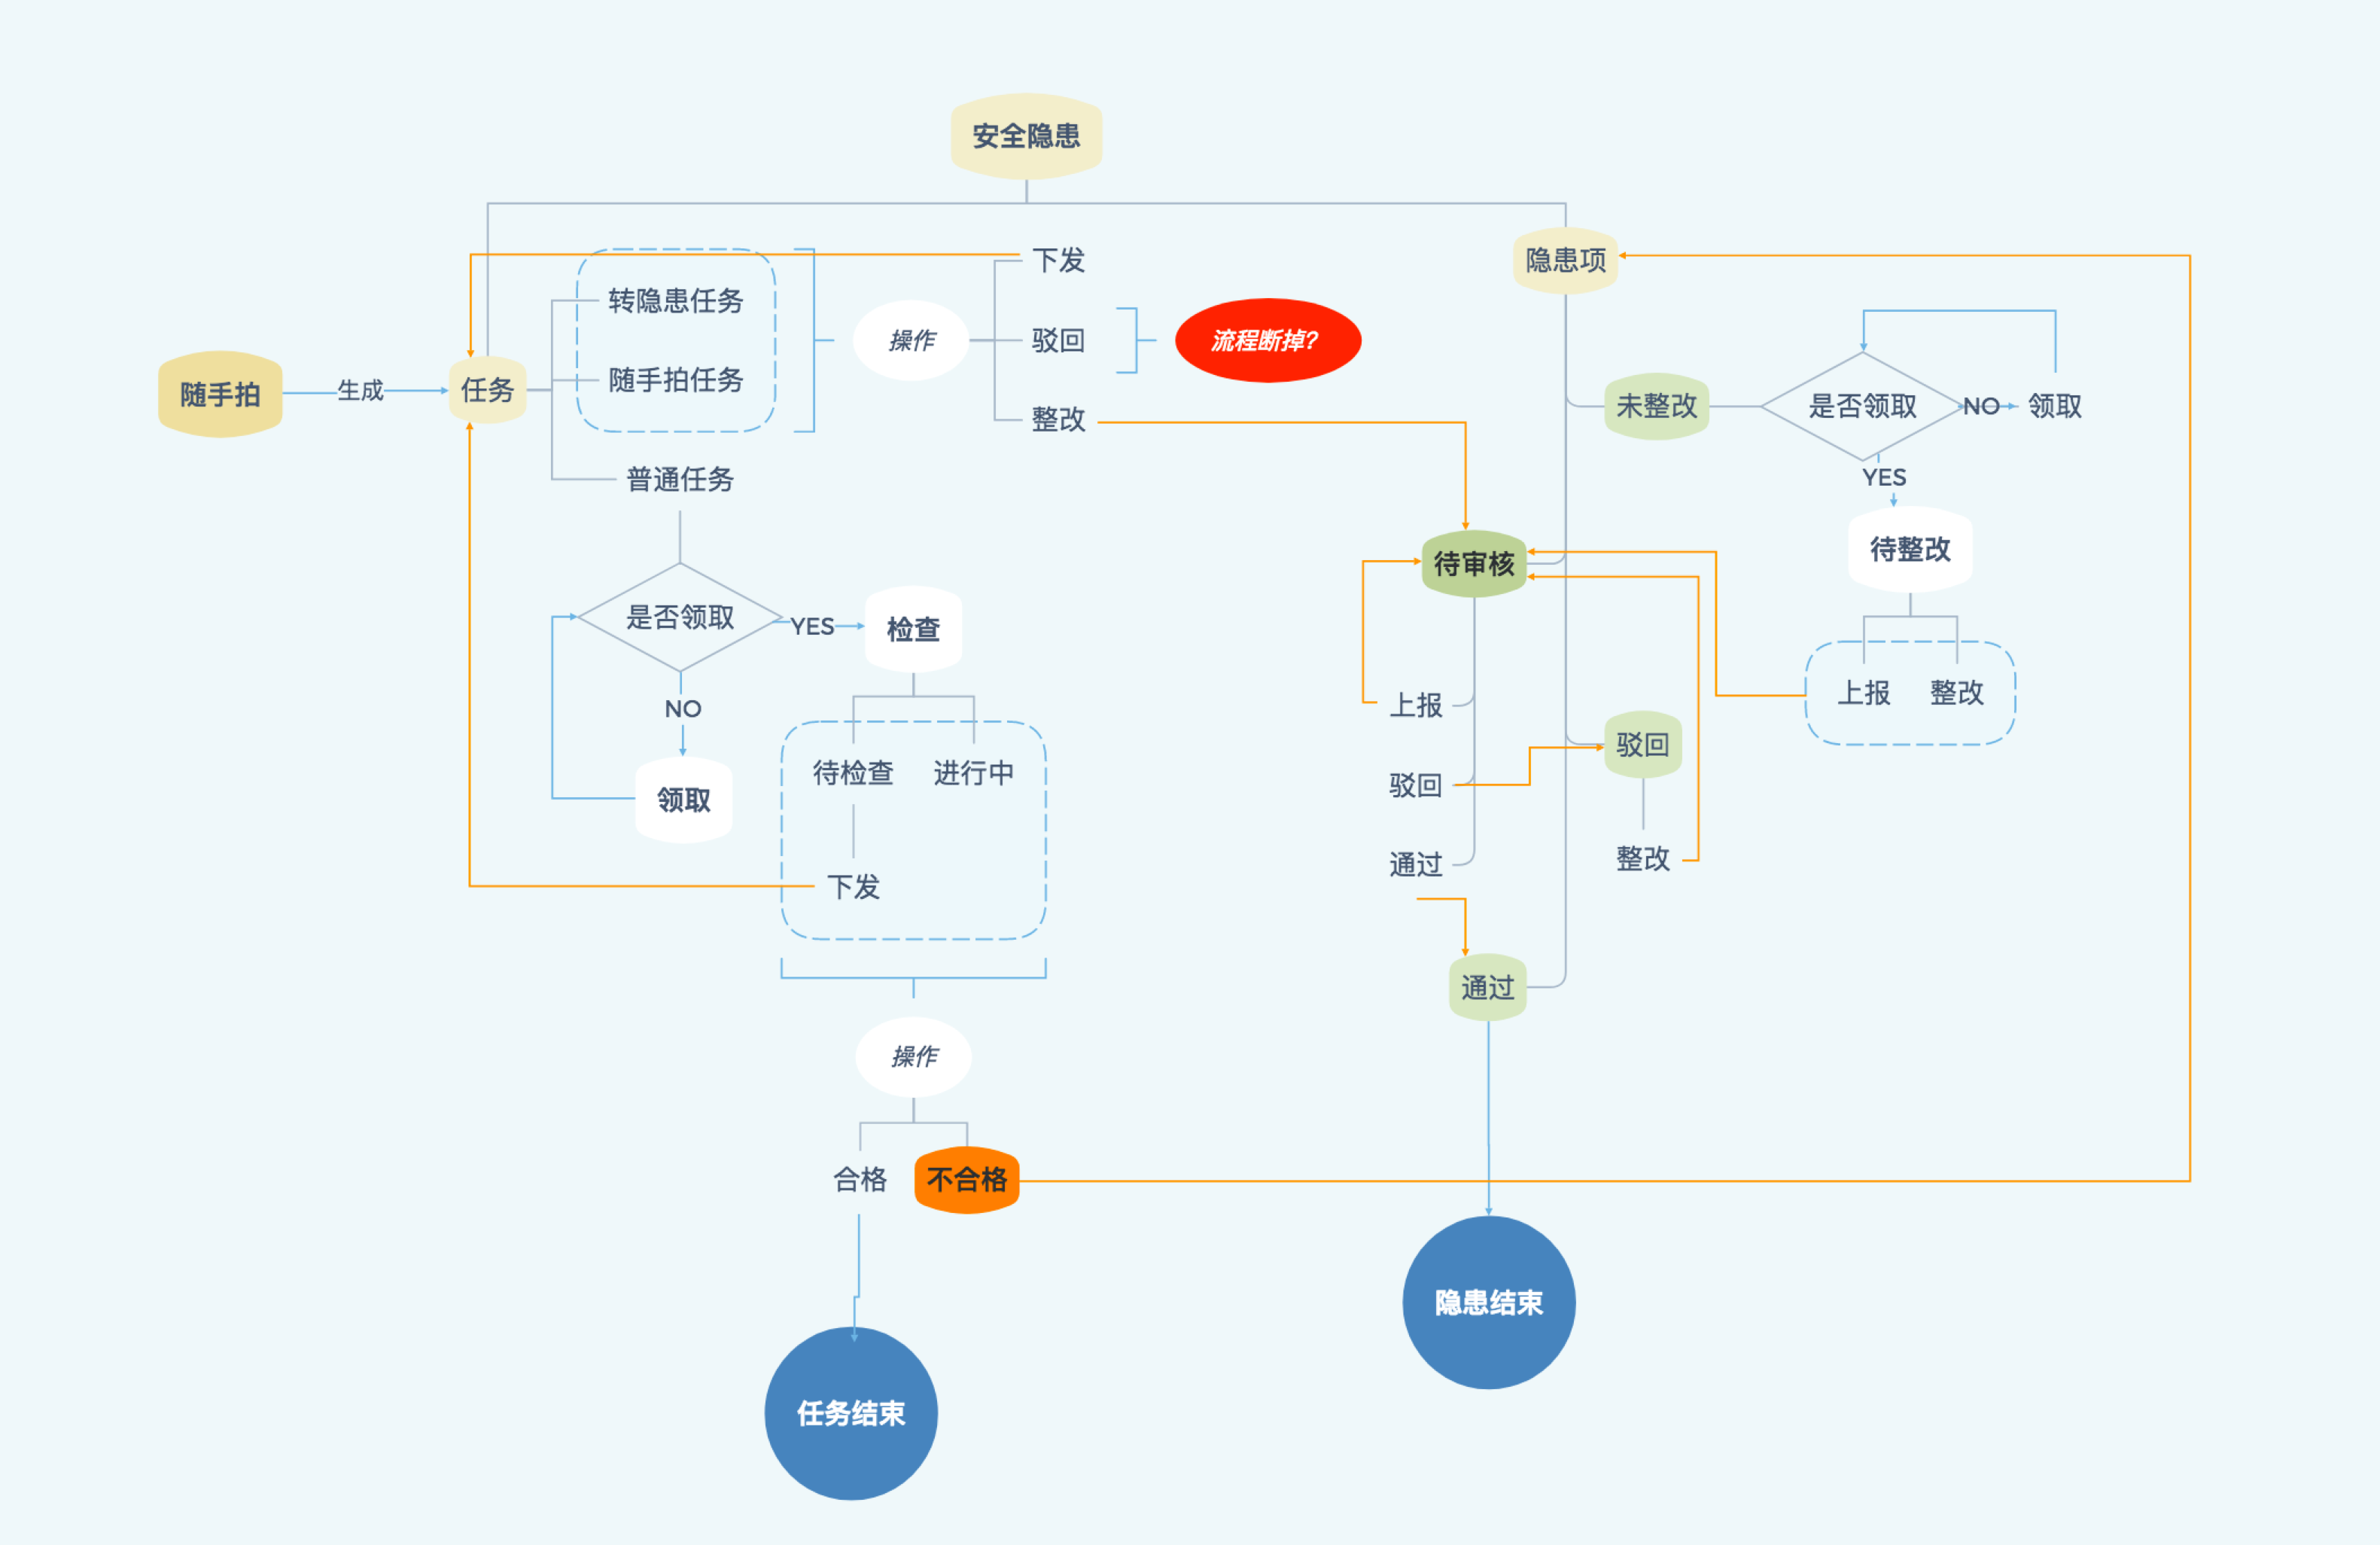 安全隐患
下发
隐患项
转隐患任务
操作
驳回
流程断掉?
随手拍
生成
任务
随手拍任务
整改
未整改
是否领取
NO
领取
普通任务
YES
待整改
待审核
是否领取
YES
检查
上报
整改
NO
上报
驳回
领取
待检查
进行中
驳回
整改
通过
下发
通过
操作
合格
不合格
隐患结束
任务结束